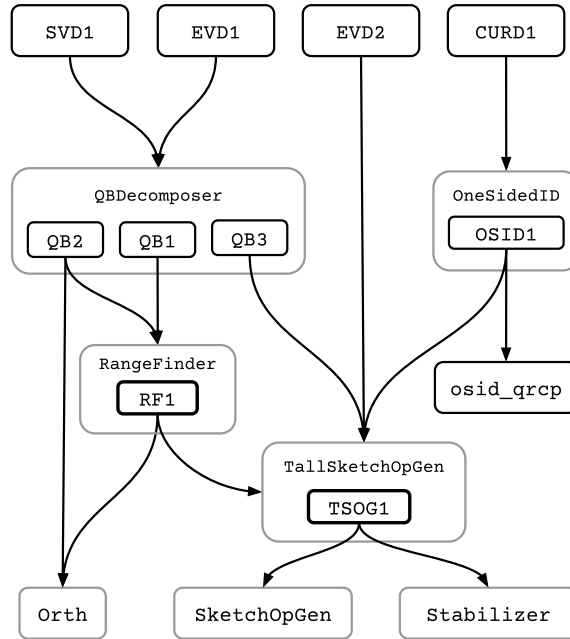 SVD1
EVD1
EVD2
CURD1
QBDecomposer
QB2
QB1
QB3
OneSidedID
OSID1
RangeFinder
RF1
osid_qrcp
TallSketchOpGen
TSOG1
Orth
SketchOpGen
Stabilizer